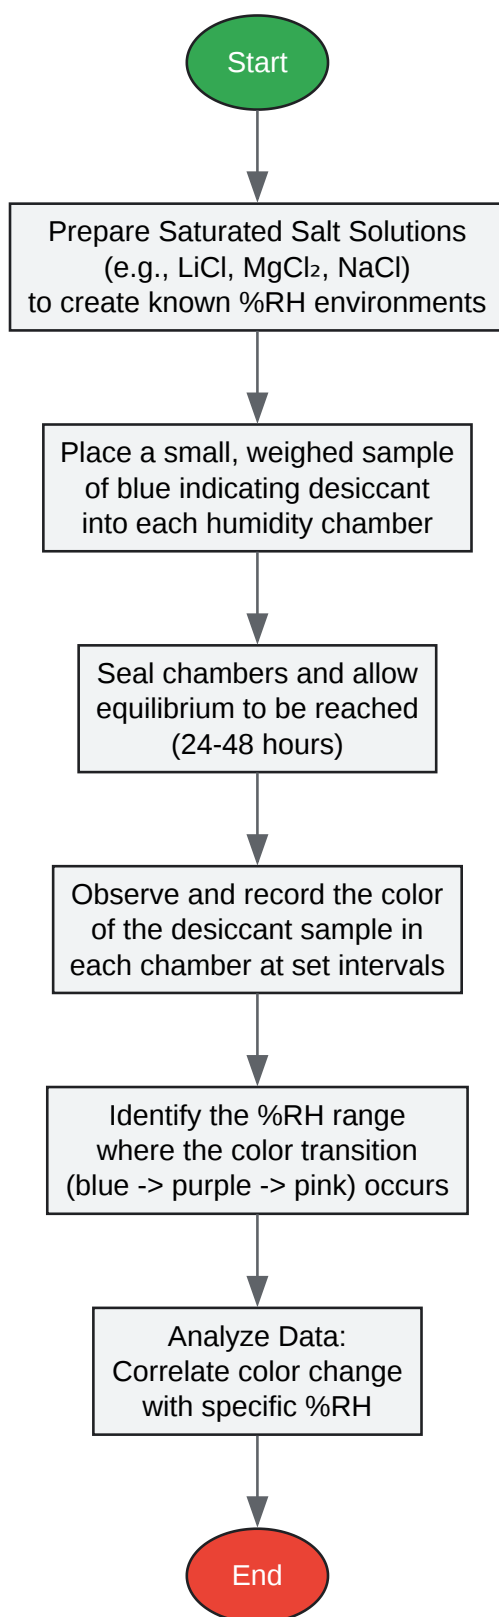 Start
Prepare Saturated Salt Solutions
(e.g., LiCl, MgCl₂, NaCl)
to create known %RH environments
Place a small, weighed sample
of blue indicating desiccant
into each humidity chamber
Seal chambers and allow
equilibrium to be reached
(24-48 hours)
Observe and record the color
of the desiccant sample in
each chamber at set intervals
Identify the %RH range
where the color transition
(blue -> purple -> pink) occurs
Analyze Data:
Correlate color change
with specific %RH
End